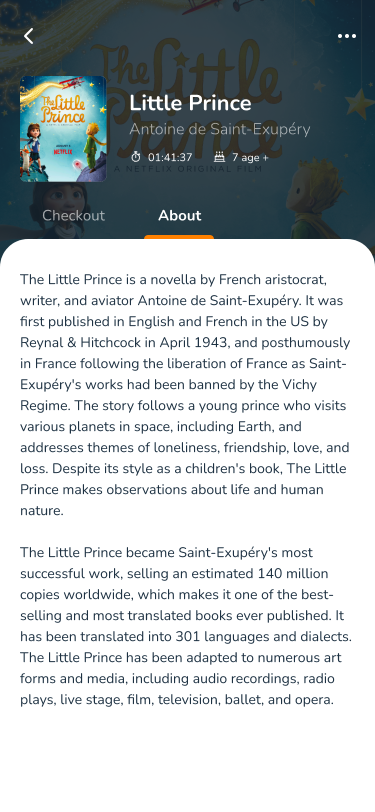 The Little Prince
A NETFLIX ORIGINAL FILM
The Little Prince
NETFLIX
Little Prince
Antoine de Saint-Exupéry
01:41:37 7 age +
Checkout About
The Little Prince is a novella by French aristocrat,
writer, and aviator Antoine de Saint-Exupéry. It was
first published in English and French in the US by
Reynal & Hitchcock in April 1943, and posthumously
in France following the liberation of France as Saint-
Exupéry's works had been banned by the Vichy
Regime. The story follows a young prince who visits
various planets in space, including Earth, and
addresses themes of loneliness, friendship, love, and
loss. Despite its style as a children's book, The Little
Prince makes observations about life and human
nature.
The Little Prince became Saint-Exupéry's most
successful work, selling an estimated 140 million
copies worldwide, which makes it one of the best-
selling and most translated books ever published. It
has been translated into 301 languages and dialects.
The Little Prince has been adapted to numerous art
forms and media, including audio recordings, radio
plays, live stage, film, television, ballet, and opera.